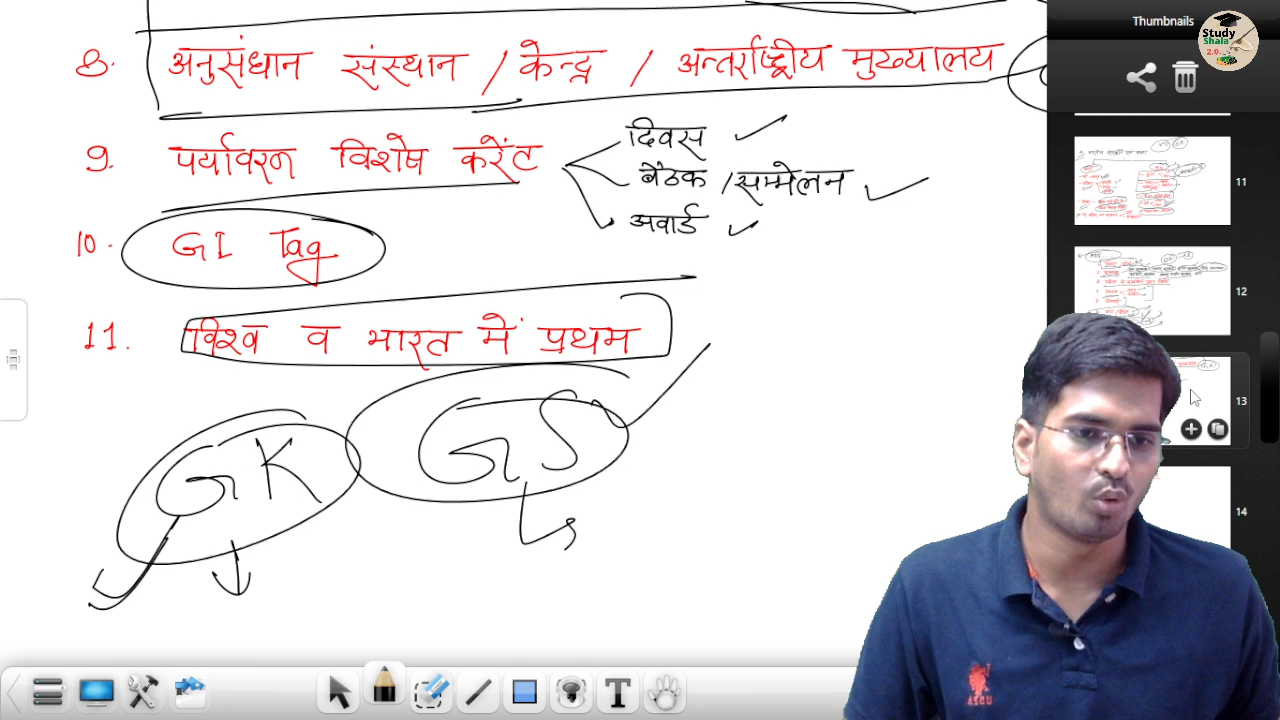 Thumbnails
Study Shala 2.0
8. अनुसंधान संस्थान / केन्द्र / अन्तर्राष्ट्रीय मुख्यालय
9. पर्यावरण विशेष करेंट
दिवस
बैठक / सम्मेलन
अवार्ड
10. GI Tag
11. विश्व व भारत में प्रथम
GK GS
11
12
13
14
T